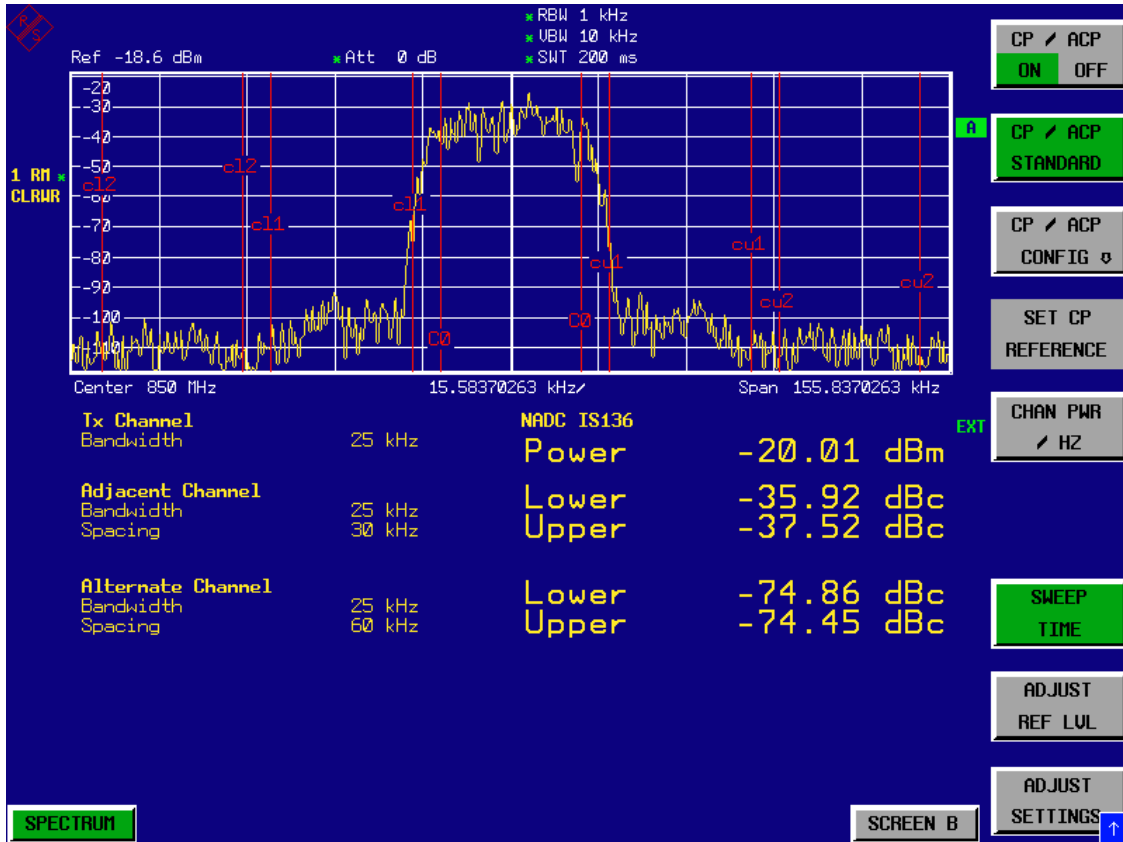 R/S
* RBW 1 kHz
* VBW 10 kHz
Ref -18.6 dBm * Att 0 dB * SWT 200 ms
-20
-30
-40
-50
-60
-70
-80
-90
-100
-110
cl2
cl2
cl1
cl1
C0
C0
cu1
cu1
cu2
cu2
A
1 RM *
CLRWR
Center 850 MHz 15.58370263 kHz/ Span 155.8370263 kHz
Tx Channel NADC IS136
Bandwidth 25 kHz Power -20.01 dBm
EXT
Adjacent Channel Lower -35.92 dBc
Bandwidth 25 kHz
Spacing 30 kHz Upper -37.52 dBc
Alternate Channel Lower -74.86 dBc
Bandwidth 25 kHz
Spacing 60 kHz Upper -74.45 dBc
CP / ACP
ON OFF
CP / ACP
STANDARD
CP / ACP
CONFIG
SET CP
REFERENCE
CHAN PWR
/ HZ
SWEEP
TIME
ADJUST
REF LVL
ADJUST
SETTINGS
↑
SPECTRUM
SCREEN B